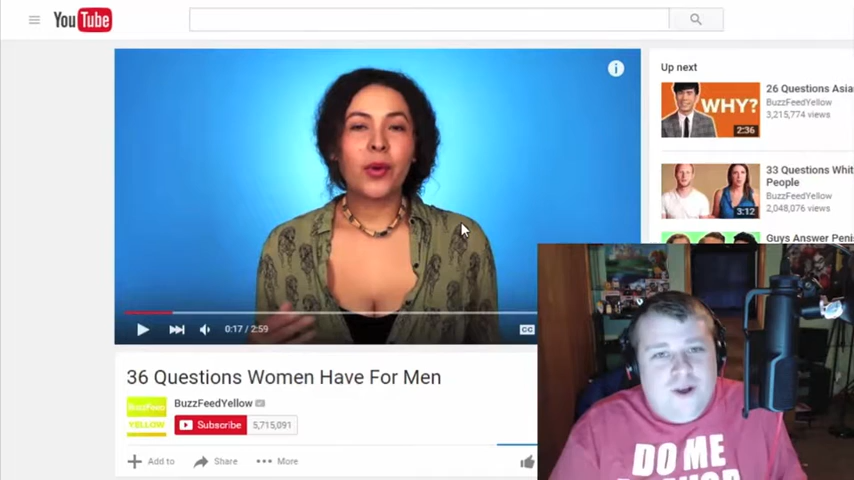 YouTube
Up next
26 Questions Asia
BuzzFeedYellow
3,215,774 views
WHY?
2:36
33 Questions Whit
People
BuzzFeedYellow
2,048,076 views
3:12
Guys Answer Peni
0:17 / 2:59
CC
36 Questions Women Have For Men
BuzzFeedYellow
BuzzFeed
YELLOW
Subscribe
5,715,091
Add to
Share
More
DO ME